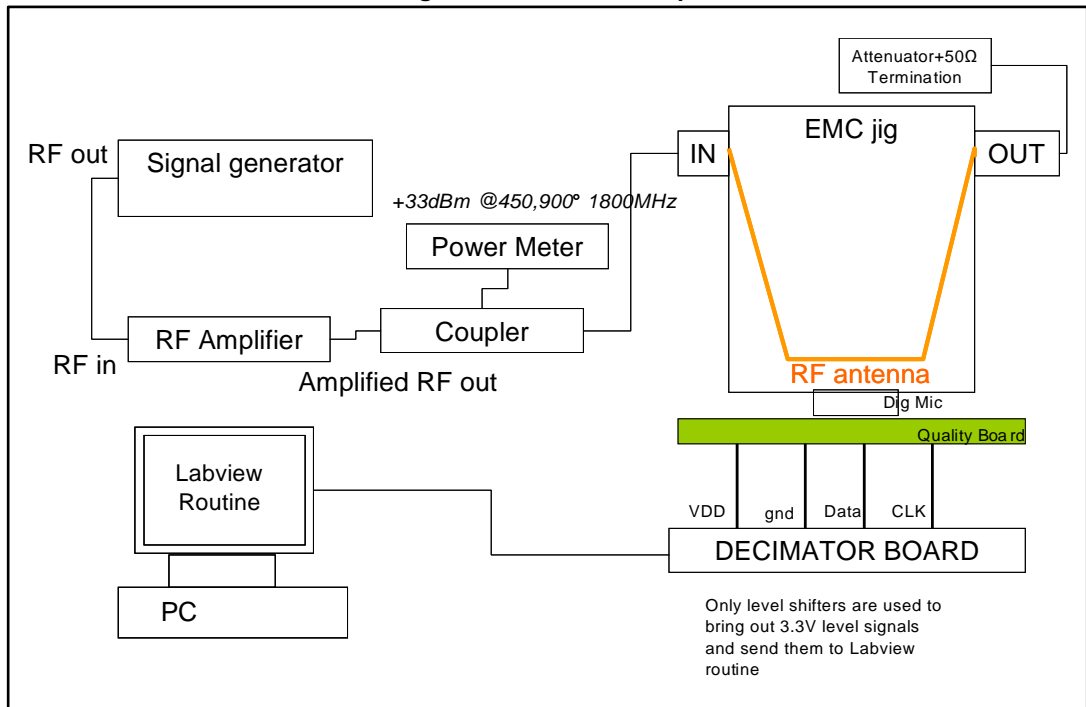 Attenuator+50Ω
Termination
EMC jig
IN
OUT
RF out
Signal generator
+33dBm @450,900° 1800MHz
Power Meter
RF Amplifier
Coupler
RF in
Amplified RF out
RF antenna
Dig Mic
Quality Board
Labview
Routine
VDD
gnd
Data
CLK
DECIMATOR BOARD
PC
Only level shifters are used to
bring out 3.3V level signals
and send them to Labview
routine